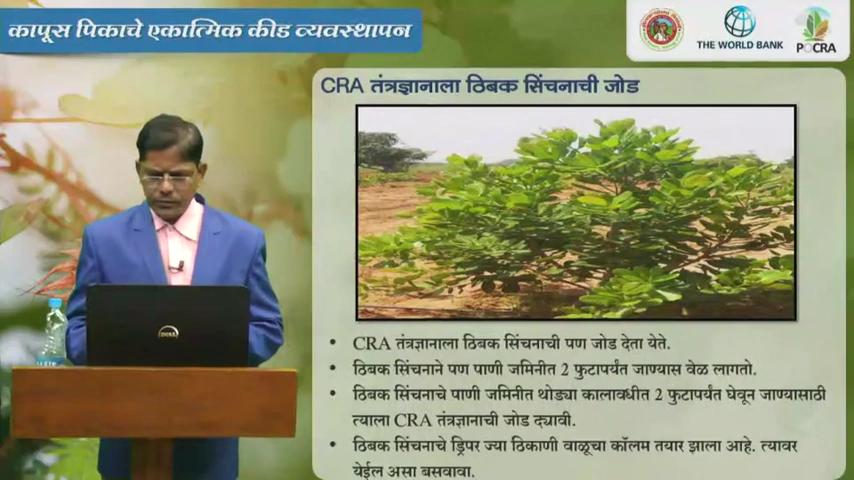 कापूस पिकाचे एकात्मिक कीड व्यवस्थापन
THE WORLD BANK
POCRA
CRA तंत्रज्ञानाला ठिबक सिंचनाची जोड
• CRA तंत्रज्ञानाला ठिबक सिंचनाची पण जोड देता येते.
• ठिबक सिंचनाने पण पाणी जमिनीत 2 फुटापर्यंत जाण्यास वेळ लागतो.
• ठिबक सिंचनाचे पाणी जमिनीत थोड्या कालावधीत 2 फुटापर्यंत घेवून जाण्यासाठी
त्याला CRA तंत्रज्ञानाची जोड द्यावी.
• ठिबक सिंचनाचे ड्रिपर ज्या ठिकाणी वाळूचा कॉलम तयार झाला आहे. त्यावर
येईल असा बसवावा.
DELL